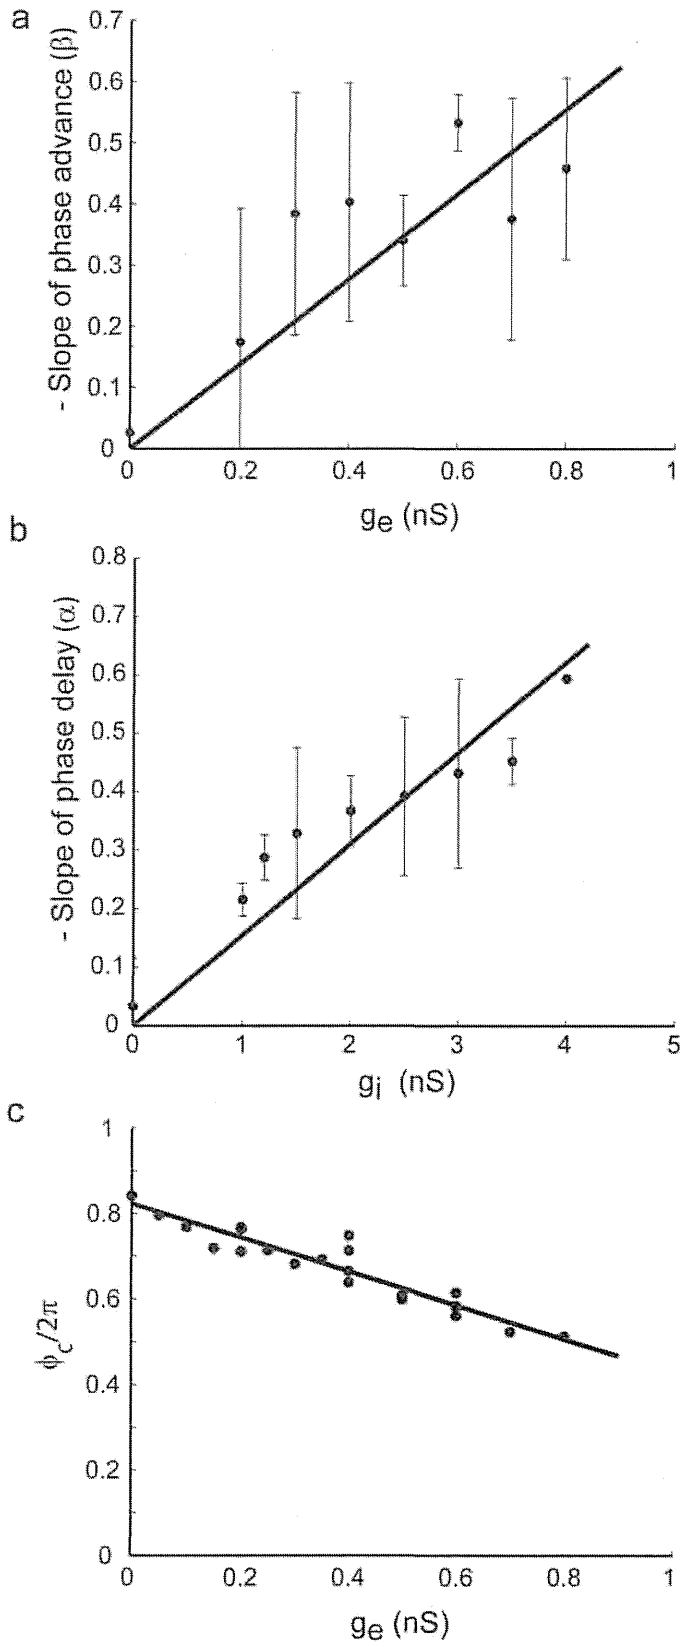 a
- Slope of phase advance (β)
0.7
0.6
0.5
0.4
0.3
0.2
0.1
0
0 0.2 0.4 0.6 0.8 1
gₑ (nS)
b
- Slope of phase delay (α)
0.8
0.7
0.6
0.5
0.4
0.3
0.2
0.1
0
0 1 2 3 4 5
gᵢ (nS)
c
ϕc/2π
1
0.8
0.6
0.4
0.2
0
0 0.2 0.4 0.6 0.8 1
gₑ (nS)